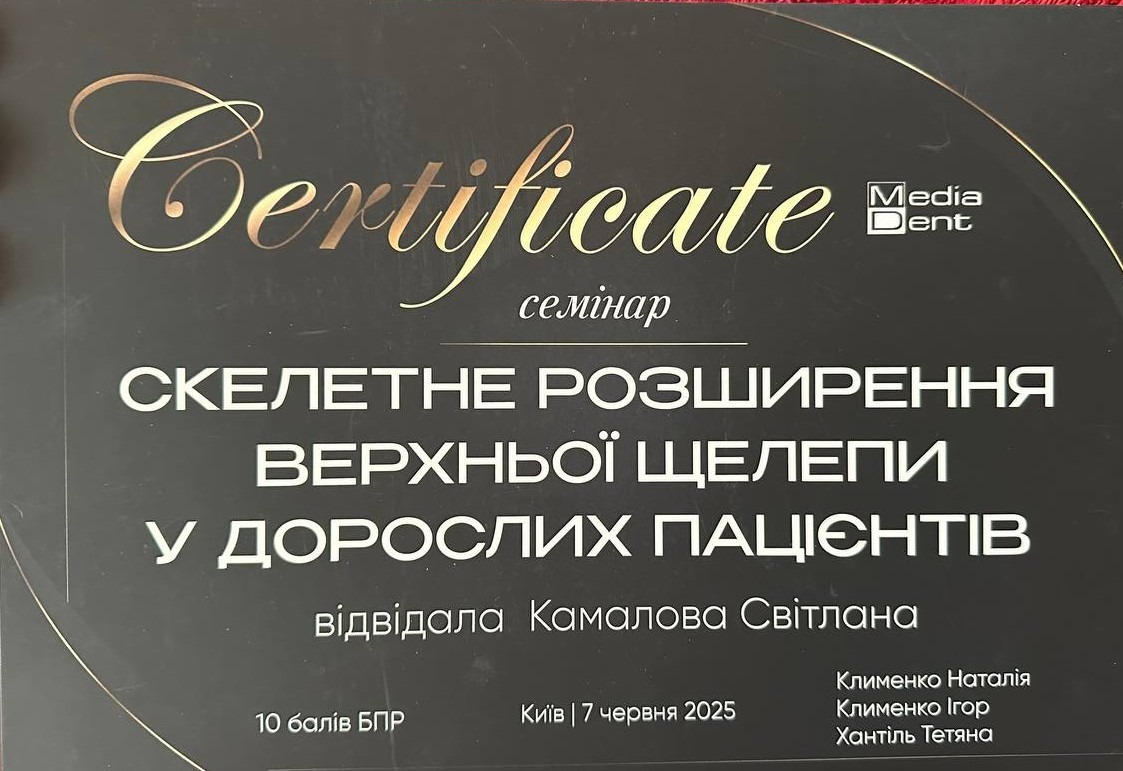 Certificate
Media
Dent
семінар
СКЕЛЕТНЕ РОЗШИРЕННЯ
ВЕРХНЬОЇ ЩЕЛЕПИ
У ДОРОСЛИХ ПАЦІЄНТІВ
відвідала Камалова Світлана
10 балів БПР
Київ | 7 червня 2025
Клименко Наталія
Клименко Ігор
Хантіль Тетяна